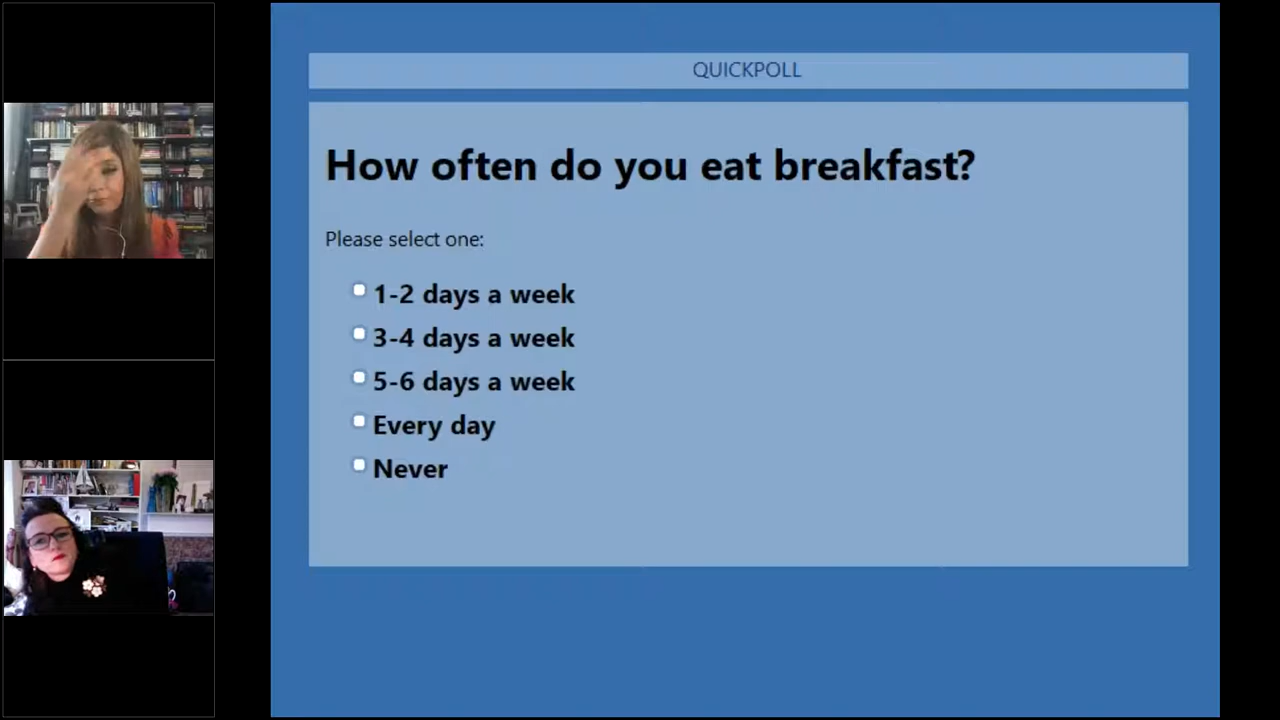 QUICKPOLL
How often do you eat breakfast?
Please select one:
1-2 days a week
3-4 days a week
5-6 days a week
Every day
Never